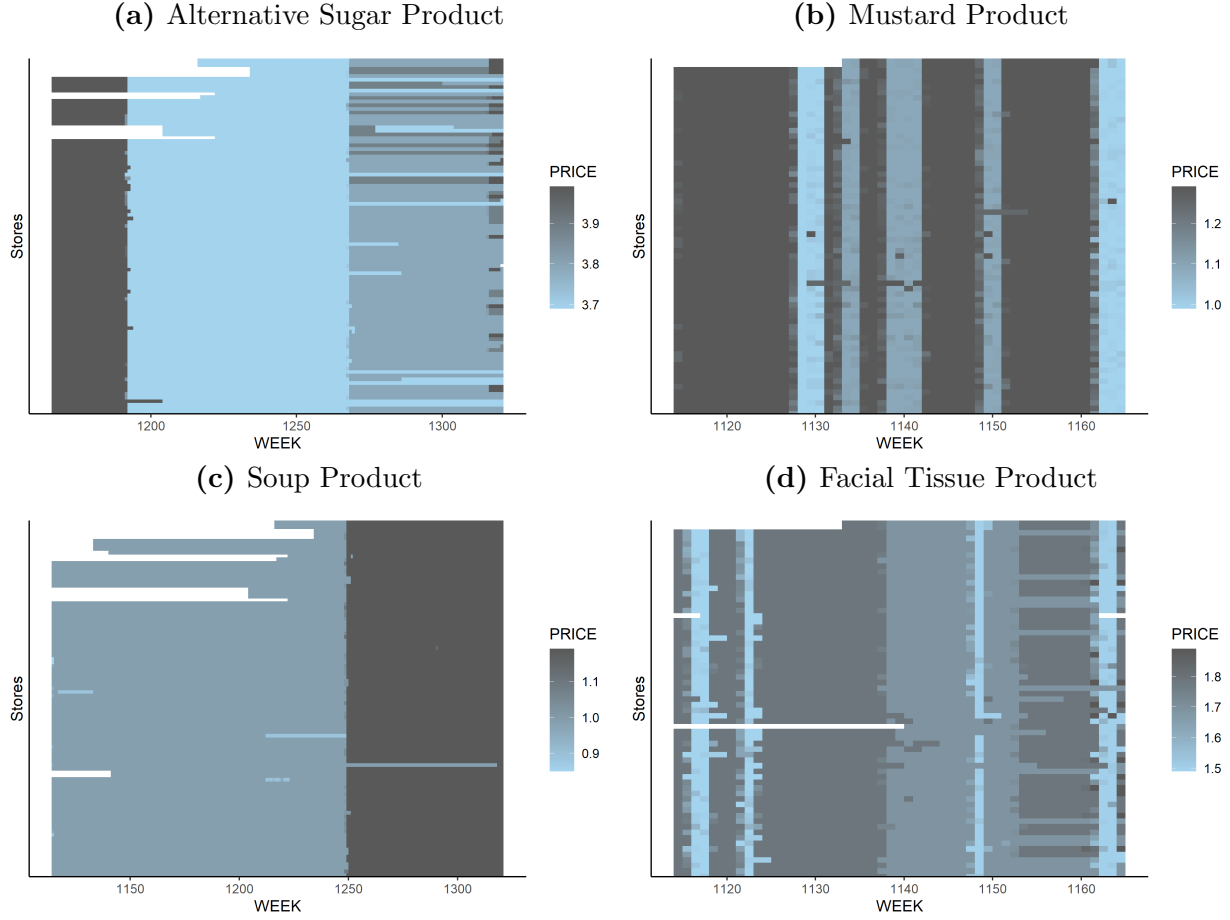 (a) Alternative Sugar Product
Stores
1200 1250 1300
WEEK
PRICE
3.9
3.8
3.7
(b) Mustard Product
Stores
1120 1130 1140 1150 1160
WEEK
PRICE
1.2
1.1
1.0
(c) Soup Product
Stores
1150 1200 1250 1300
WEEK
PRICE
1.1
1.0
0.9
(d) Facial Tissue Product
Stores
1120 1130 1140 1150 1160
WEEK
PRICE
1.8
1.7
1.6
1.5